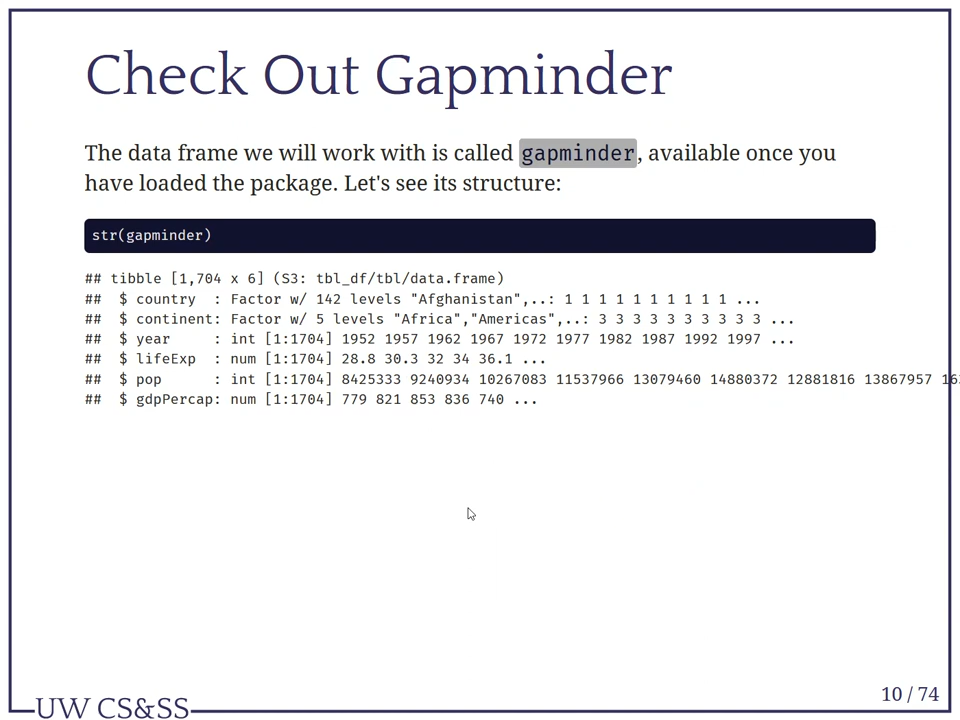 Check Out Gapminder
The data frame we will work with is called gapminder, available once you
have loaded the package. Let's see its structure:
str(gapminder)
## tibble [1,704 x 6] (S3: tbl_df/tbl/data.frame)
##  $ country  : Factor w/ 142 levels "Afghanistan",..: 1 1 1 1 1 1 1 1 1 1 ...
##  $ continent: Factor w/ 5 levels "Africa","Americas",..: 3 3 3 3 3 3 3 3 3 3 ...
##  $ year     : int [1:1704] 1952 1957 1962 1967 1972 1977 1982 1987 1992 1997 ...
##  $ lifeExp  : num [1:1704] 28.8 30.3 32 34 36.1 ...
##  $ pop      : int [1:1704] 8425333 9240934 10267083 11537966 13079460 14880372 12881816 13867957
##  $ gdpPercap: num [1:1704] 779 821 853 836 740 ...
10 / 74
UW CS&SS